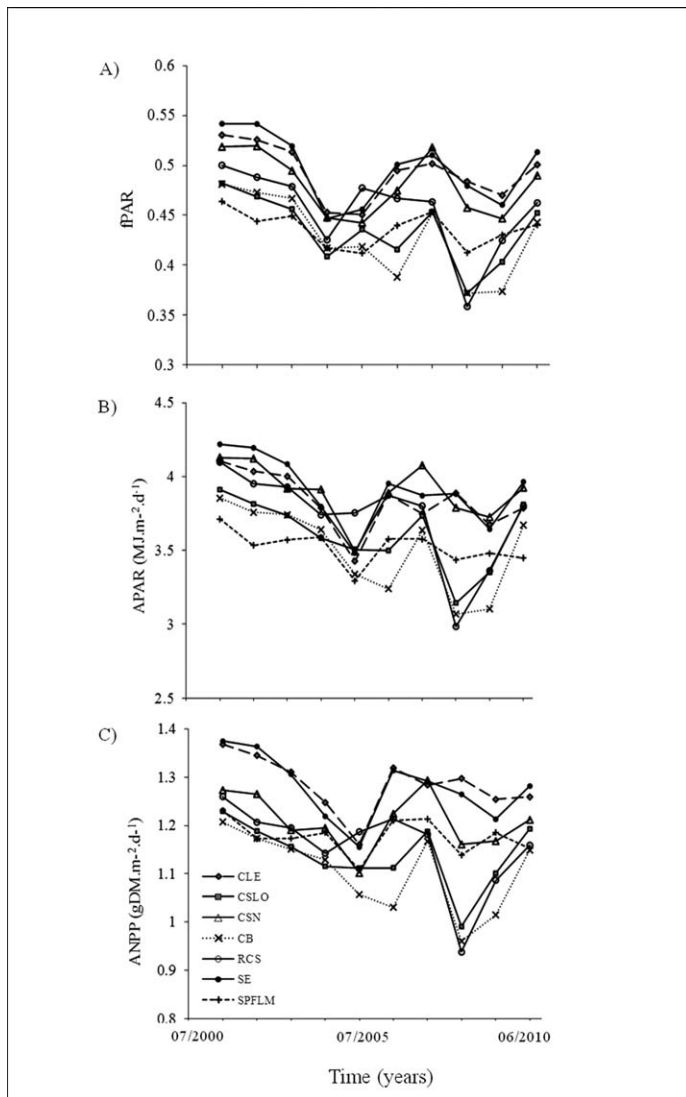 A)
0.6
0.55
0.5
0.45
0.4
0.35
0.3
fPAR
B)
4.5
4
3.5
3
2.5
APAR (MJ.m⁻².d⁻¹)
C)
1.4
1.3
1.2
1.1
1
0.9
0.8
ANPP (gDM.m⁻².d-¹)
CLE
CSLO
CSN
CB
RCS
SE
SPFLM
07/2000 07/2005 06/2010
Time (years)